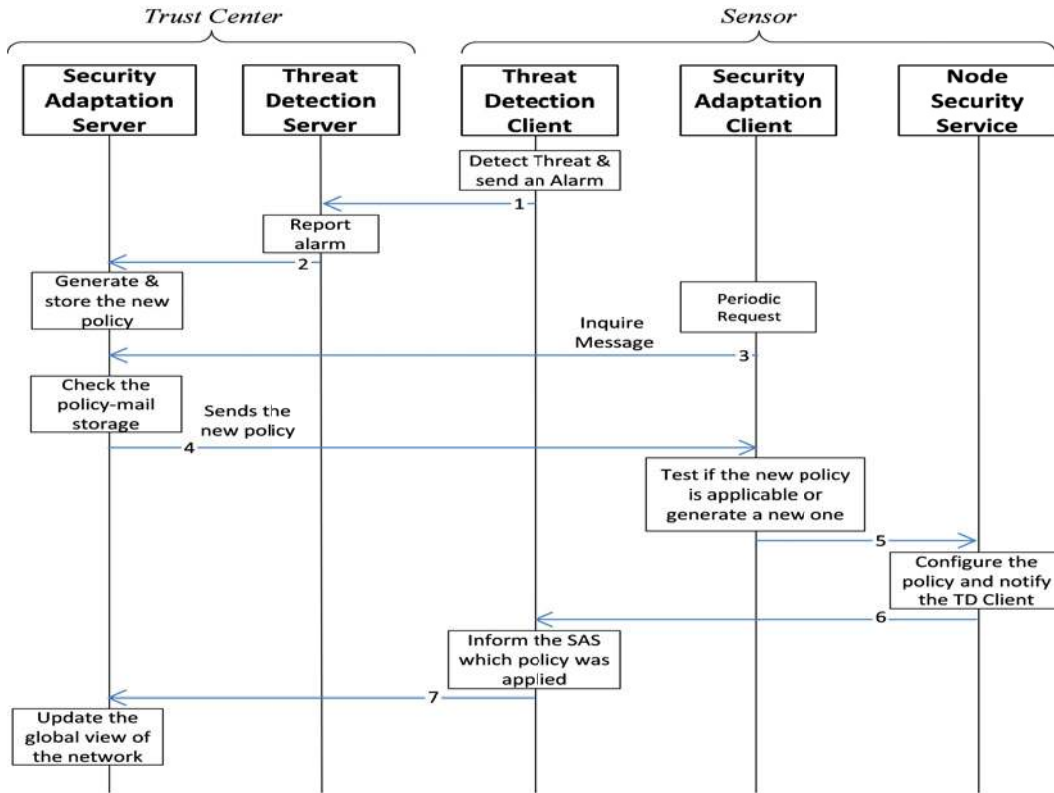 Trust Center
Sensor
Security
Adaptation
Server
Threat
Detection
Server
Threat
Detection
Client
Security
Adaptation
Client
Node
Security
Service
Detect Threat &
send an Alarm
1
Report
alarm
2
Generate &
store the new
policy
Periodic
Request
Inquire
Message
3
Check the
policy-mail
storage
Sends the
new policy
4
Test if the new policy
is applicable or
generate a new one
5
Configure the
policy and notify
the TD Client
6
Inform the SAS
which policy was
applied
7
Update the
global view of
the network